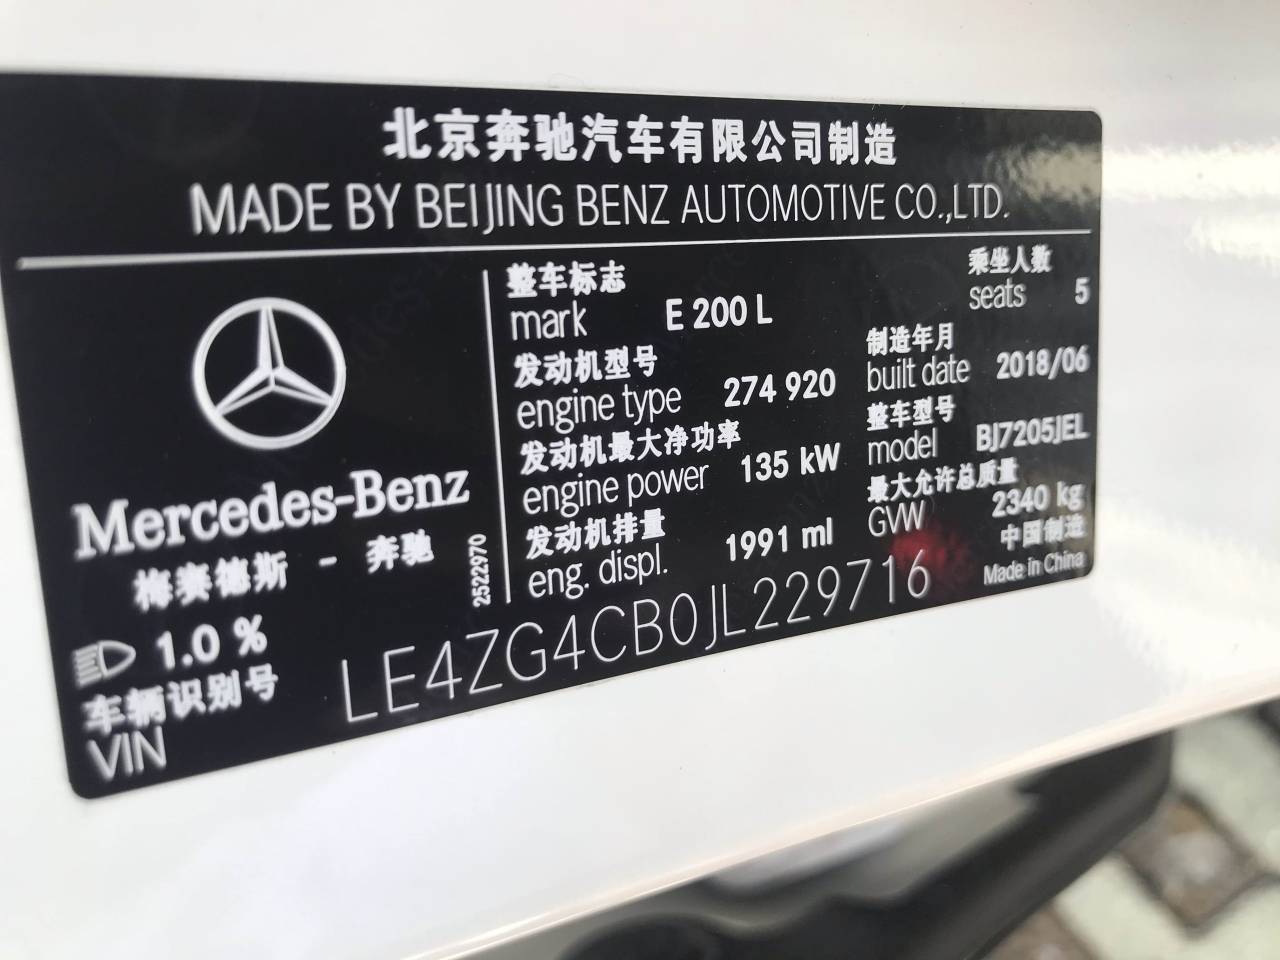 北京奔驰汽车有限公司制造
MADE BY BEIJING BENZ AUTOMOTIVE CO.,LTD.
Mercedes-Benz
梅赛德斯 - 奔驰
2522970
1.0 %
整车标志
mark E 200 L
乘坐人数
seats 5
发动机型号
engine type 274 920
制造年月
built date 2018/06
发动机最大净功率
engine power 135 kW
整车型号
model BJ7205JEL
发动机排量
eng. displ. 1991 ml
最大允许总质量
GVW 2340 kg
中国制造
Made in China
车辆识别号
VIN LE4ZG4CB0JL229716